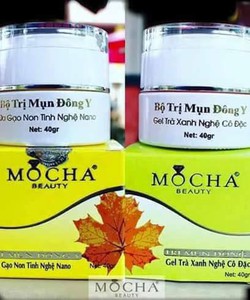 Bộ Trị Mụn Đông Y
Gạo Non Tinh Nghệ Nano
Net: 40gr
MOCHA
BEAUTY
Gạo Non Tinh Nghệ Nano
Bộ Trị Mụn Đông Y
Gel Trà Xanh Nghệ Cô Đặc
Net: 40gr
MOCHA
BEAUTY
Gel Trà Xanh Nghệ Cô Đặc
Net: 40gr
MOCHA
BEAUTY